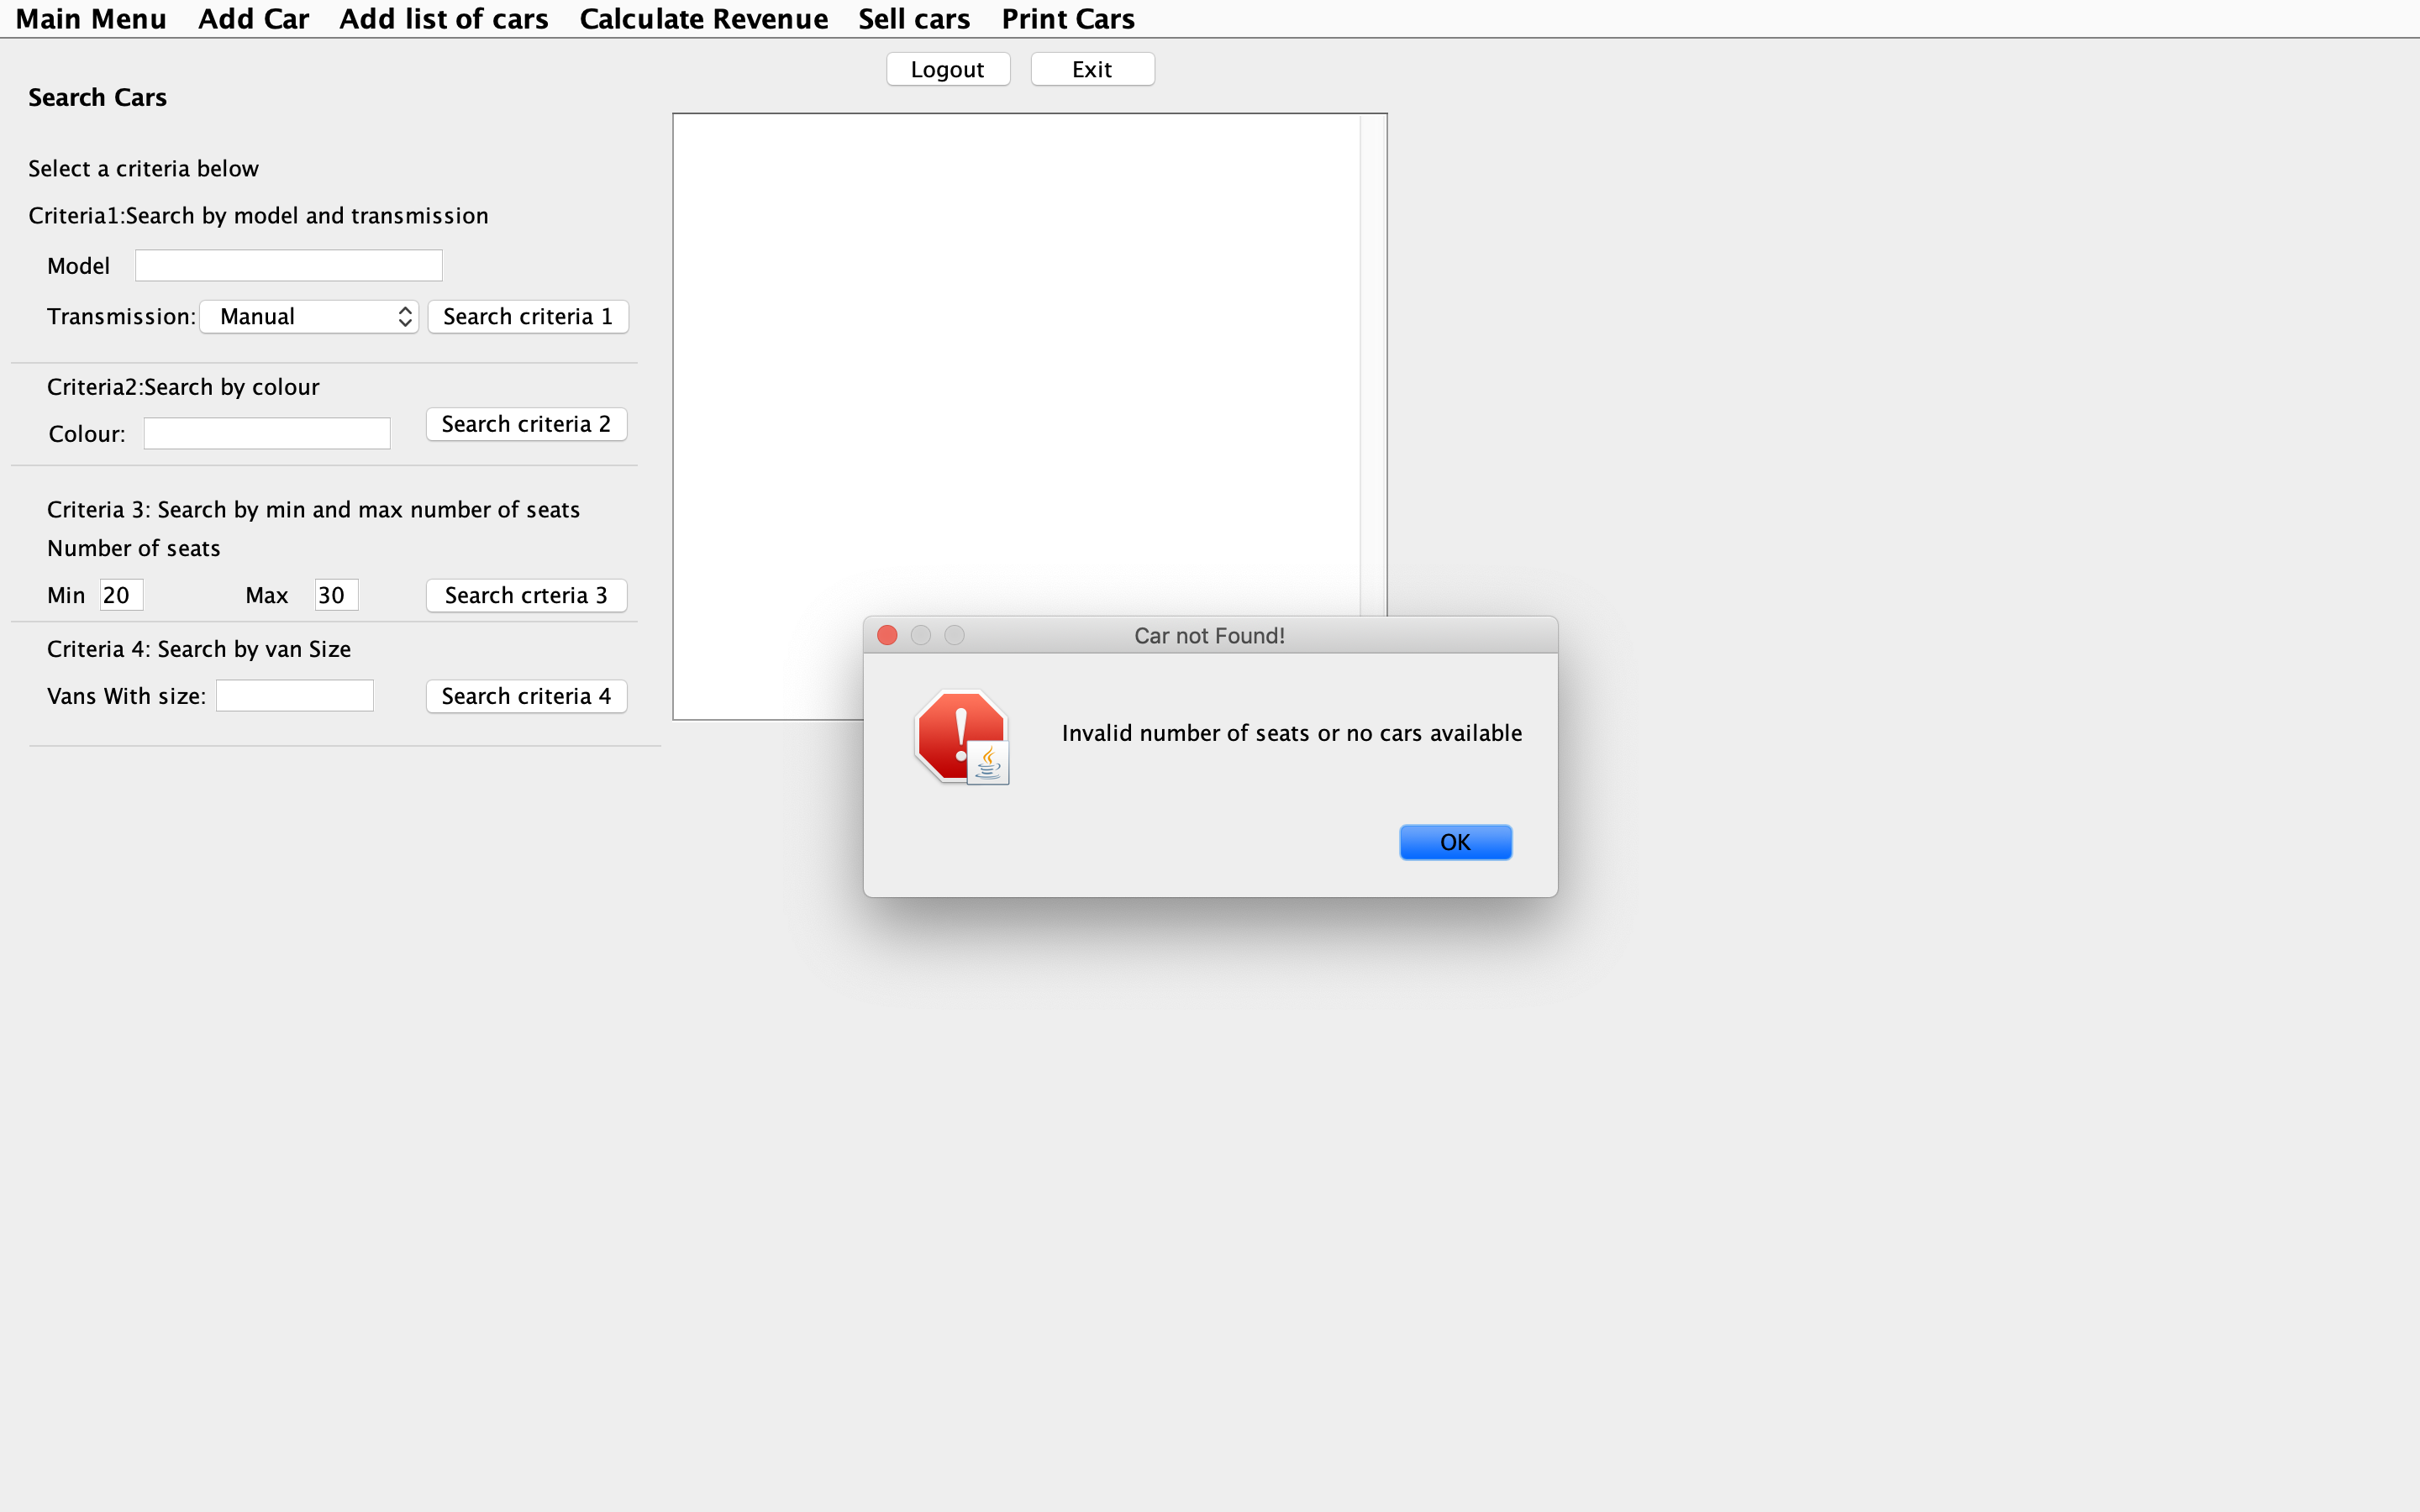 Main Menu Add Car Add list of cars Calculate Revenue Sell cars Print Cars
Logout Exit
Search Cars
Select a criteria below
Criteria1:Search by model and transmission
Model
Transmission: Manual Search criteria 1
Criteria2:Search by colour
Colour: Search criteria 2
Criteria 3: Search by min and max number of seats
Number of seats
Min 20 Max 30 Search crteria 3
Criteria 4: Search by van Size
Vans With size: Search criteria 4
Car not Found!
Invalid number of seats or no cars available
OK